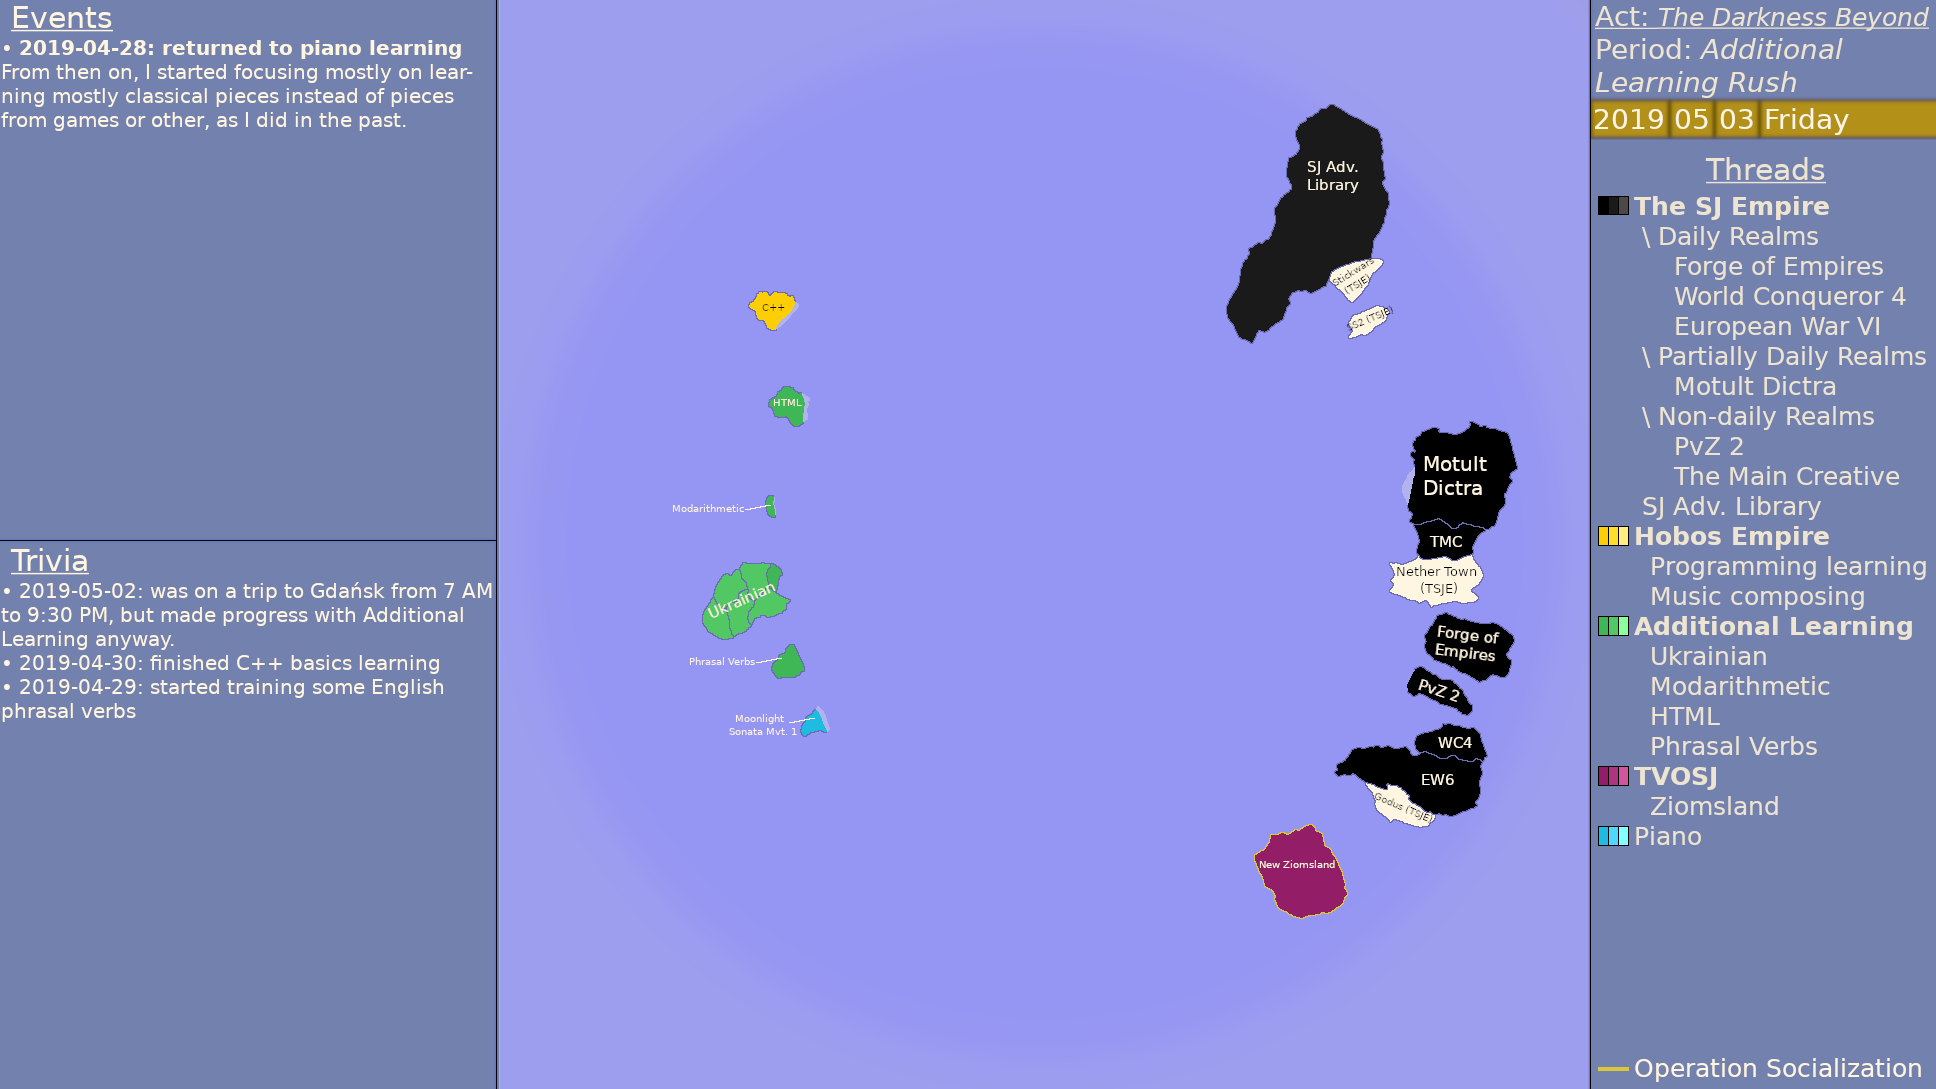 Events
• 2019-04-28: returned to piano learning
From then on, I started focusing mostly on lear-
ning mostly classical pieces instead of pieces
from games or other, as I did in the past.
Trivia
• 2019-05-02: was on a trip to Gdańsk from 7 AM
to 9:30 PM, but made progress with Additional
Learning anyway.
• 2019-04-30: finished C++ basics learning
• 2019-04-29: started training some English
phrasal verbs
C++
HTML
Modarithmetic
Ukrainian
Phrasal Verbs
Moonlight
Sonata Mvt. 1
SJ Adv.
Library
Stickwars
(TSJE)
SS2 (TSJE)
Motult
Dictra
TMC
Nether Town
(TSJE)
Forge of
Empires
PvZ 2
WC4
EW6
Godus (TSJE)
New Ziomsland
Act: The Darkness Beyond
Period: Additional
Learning Rush
2019 05 03 Friday
Threads
The SJ Empire
\ Daily Realms
Forge of Empires
World Conqueror 4
European War VI
\ Partially Daily Realms
Motult Dictra
\ Non-daily Realms
PvZ 2
The Main Creative
SJ Adv. Library
Hobos Empire
Programming learning
Music composing
Additional Learning
Ukrainian
Modarithmetic
HTML
Phrasal Verbs
TVOSJ
Ziomsland
Piano
Operation Socialization